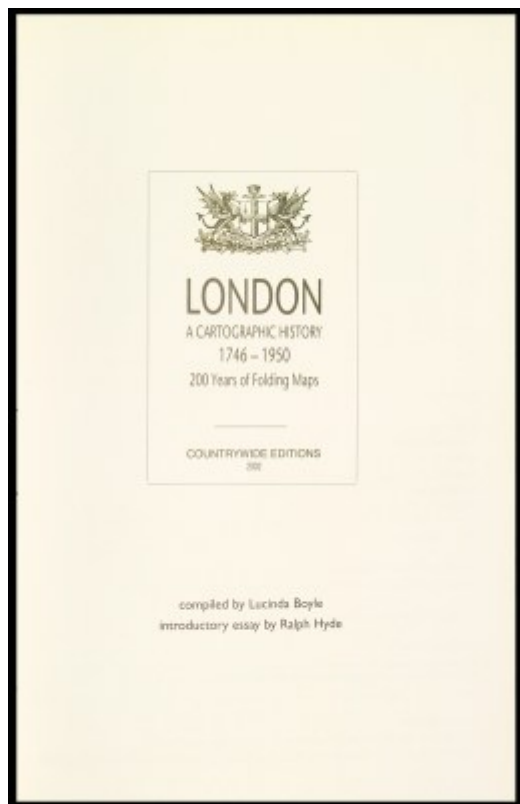 LONDON
A CARTOGRAPHIC HISTORY
1746 – 1950
200 Years of Folding Maps
COUNTRYWIDE EDITIONS
2002
compiled by Lucinda Boyle
introductory essay by Ralph Hyde